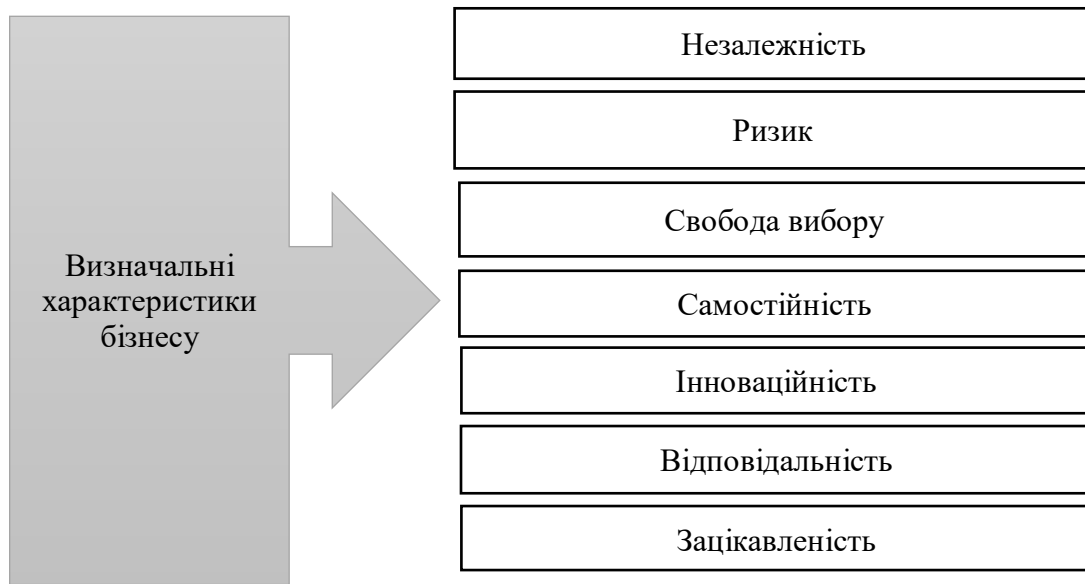 Визначальні
характеристики
бізнесу
Незалежність
Ризик
Свобода вибору
Самостійність
Інноваційність
Відповідальність
Зацікавленість